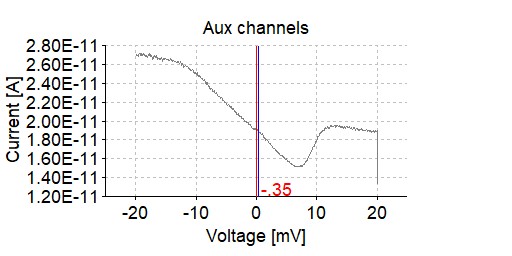 Aux channels
Current [A]
2.80E-11
2.60E-11
2.40E-11
2.20E-11
2.00E-11
1.80E-11
1.60E-11
1.40E-11
1.20E-11
-.35
-20 -10 0 10 20
Voltage [mV]